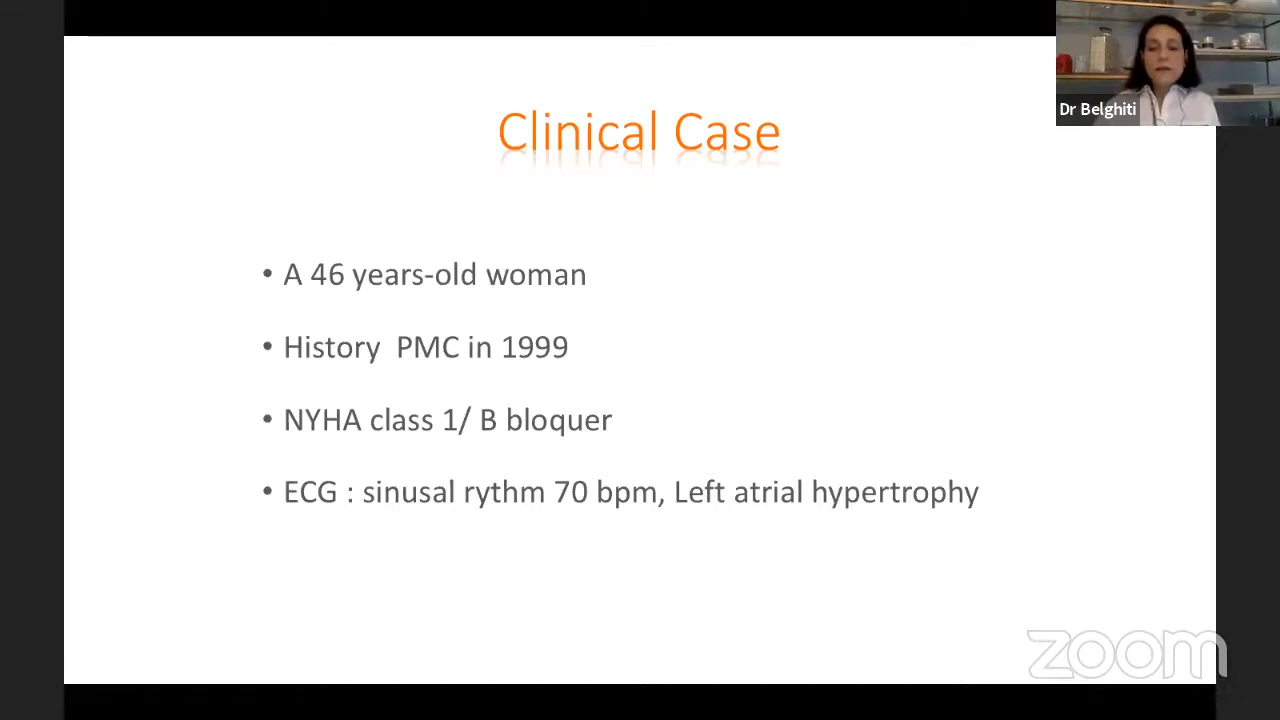 Clinical Case
Dr Belghiti
• A 46 years-old woman
• History  PMC in 1999
• NYHA class 1/ B bloquer
• ECG : sinusal rythm 70 bpm, Left atrial hypertrophy
zoom